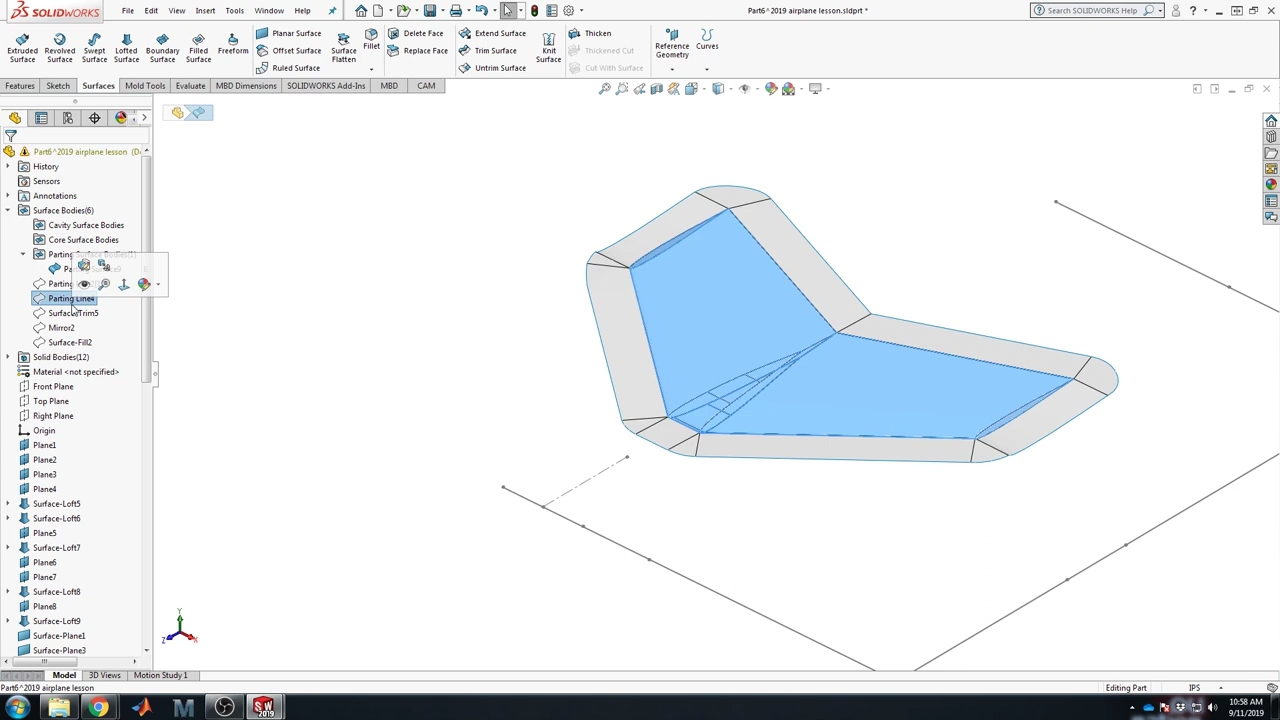 SOLIDWORKS File Edit View Insert Tools Surface Help Part6^2019 airplane lesson.sldprt * Search SOLIDWORKS Help
Extruded Surface
Revolved Surface
Swept Surface
Lofted Surface
Boundary Surface
Filled Surface
Freeform
Planar Surface
Offset Surface
Ruled Surface
Surface Flatten
Fillet
Delete Face
Replace Face
Extend Surface
Trim Surface
Untrim Surface
Knit Surface
Thicken
Thickened Cut
Cut With Surface
Reference Geometry
Curves
Features Sketch Surfaces Mold Tools Evaluate MBD Dimensions SOLIDWORKS Add-Ins MBD CAM
Part6^2019 airplane lesson (D
History
Sensors
Annotations
Surface Bodies(6)
Cavity Surface Bodies
Core Surface Bodies
Parting
Parting Line4
Surface-Trim5
Mirror2
Surface-Fill2
Solid Bodies(12)
Material <not specified>
Front Plane
Top Plane
Right Plane
Origin
Plane1
Plane2
Plane3
Plane4
Surface-Loft5
Surface-Loft6
Plane5
Surface-Loft7
Plane6
Plane7
Surface-Loft8
Plane8
Surface-Loft9
Surface-Plane1
Surface-Plane3
Y
Z X
Model 3D Views Motion Study 1
Part6^2019 airplane lesson Editing Part IPS
10:58 AM
9/11/2019